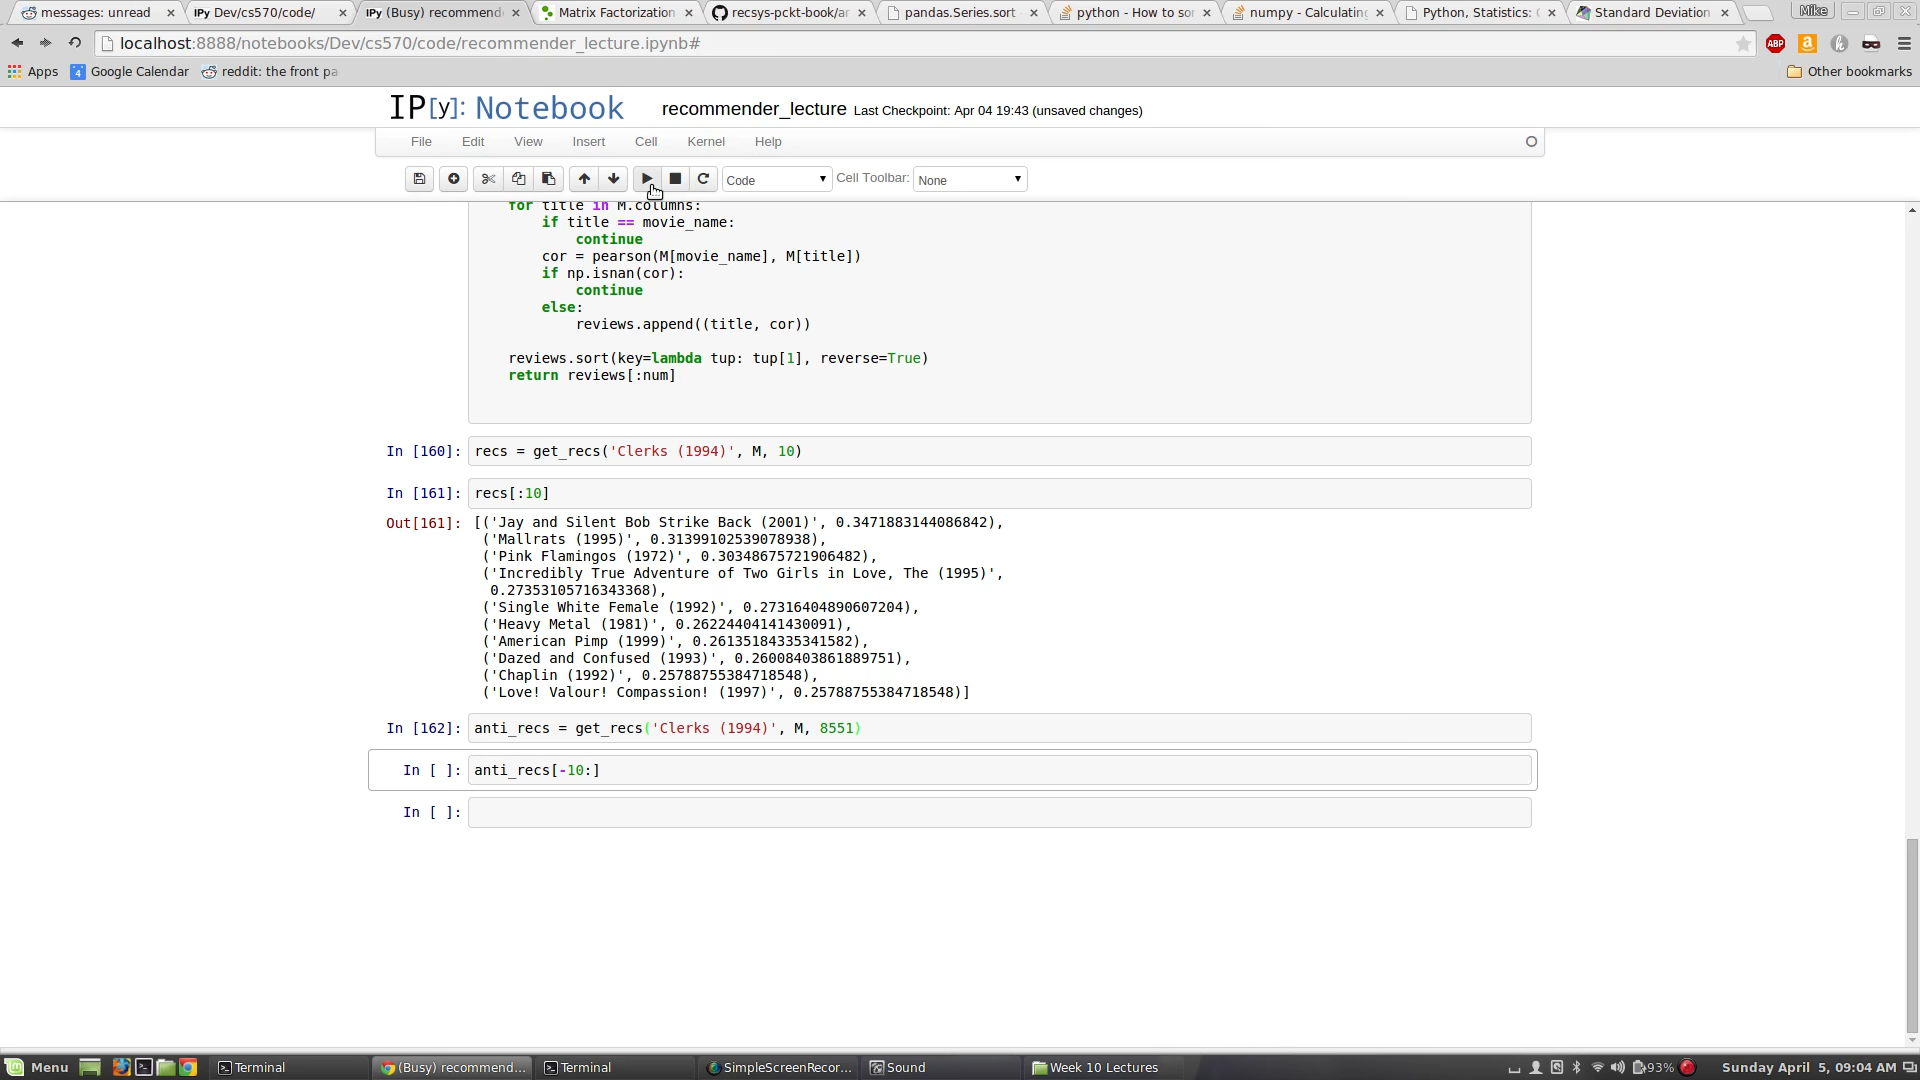 messages: unread
IPy Dev/cs570/code/
IPy (Busy) recommend
Matrix Factorization
recsys-pckt-book/ar
pandas.Series.sort
python - How to sor
numpy - Calculating
Python, Statistics: C
Standard Deviation
Mike
localhost:8888/notebooks/Dev/cs570/code/recommender_lecture.ipynb#
ABP
Apps
4 Google Calendar
reddit: the front pa
Other bookmarks
IP[y]: Notebook
recommender_lecture Last Checkpoint: Apr 04 19:43 (unsaved changes)
File Edit View Insert Cell Kernel Help
Code
Cell Toolbar: None
for title in M.columns:
if title == movie_name:
continue
cor = pearson(M[movie_name], M[title])
if np.isnan(cor):
continue
else:
reviews.append((title, cor))
reviews.sort(key=lambda tup: tup[1], reverse=True)
return reviews[:num]
In [160]: recs = get_recs('Clerks (1994)', M, 10)
In [161]: recs[:10]
Out[161]: [('Jay and Silent Bob Strike Back (2001)', 0.3471883144086842),
('Mallrats (1995)', 0.31399102539078938),
('Pink Flamingos (1972)', 0.30348675721906482),
('Incredibly True Adventure of Two Girls in Love, The (1995)',
0.27353105716343368),
('Single White Female (1992)', 0.27316404890607204),
('Heavy Metal (1981)', 0.26224404141430091),
('American Pimp (1999)', 0.26135184335341582),
('Dazed and Confused (1993)', 0.26008403861889751),
('Chaplin (1992)', 0.25788755384718548),
('Love! Valour! Compassion! (1997)', 0.25788755384718548)]
In [162]: anti_recs = get_recs('Clerks (1994)', M, 8551)
In [ ]: anti_recs[-10:]
In [ ]:
Menu
Terminal
(Busy) recommend...
Terminal
SimpleScreenRecor...
Sound
Week 10 Lectures
93%
Sunday April 5, 09:04 AM